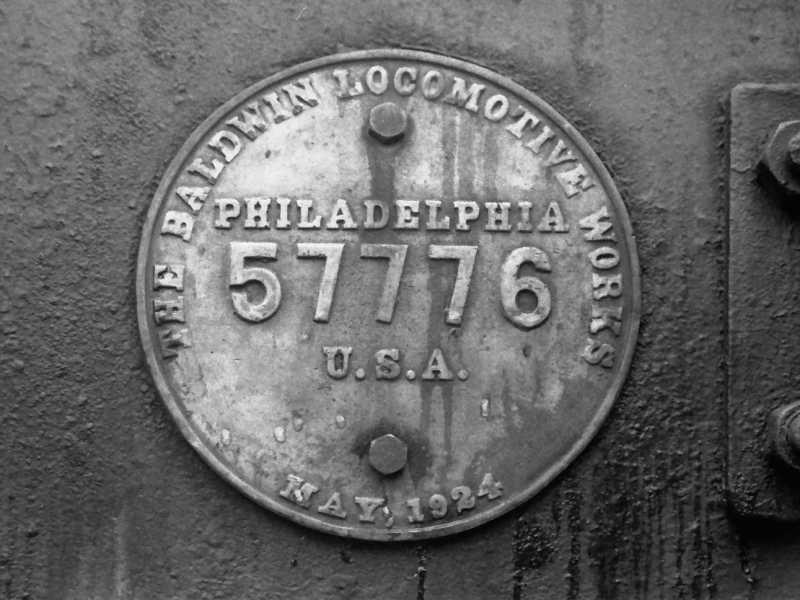 THE BALDWIN LOCOMOTIVE WORKS
PHILADELPHIA
57776
U.S.A.
MAY, 1924